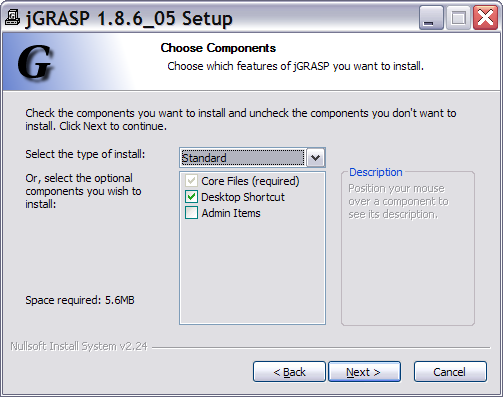 jGRASP 1.8.6_05 Setup
G
Choose Components
Choose which features of jGRASP you want to install.
Check the components you want to install and uncheck the components you don't want to
install. Click Next to continue.
Select the type of install:
Standard
Or, select the optional
components you wish to
install:
Core Files (required)
Desktop Shortcut
Admin Items
Description
Position your mouse
over a component to
see its description.
Space required: 5.6MB
Nullsoft Install System v2.24
< Back
Next >
Cancel